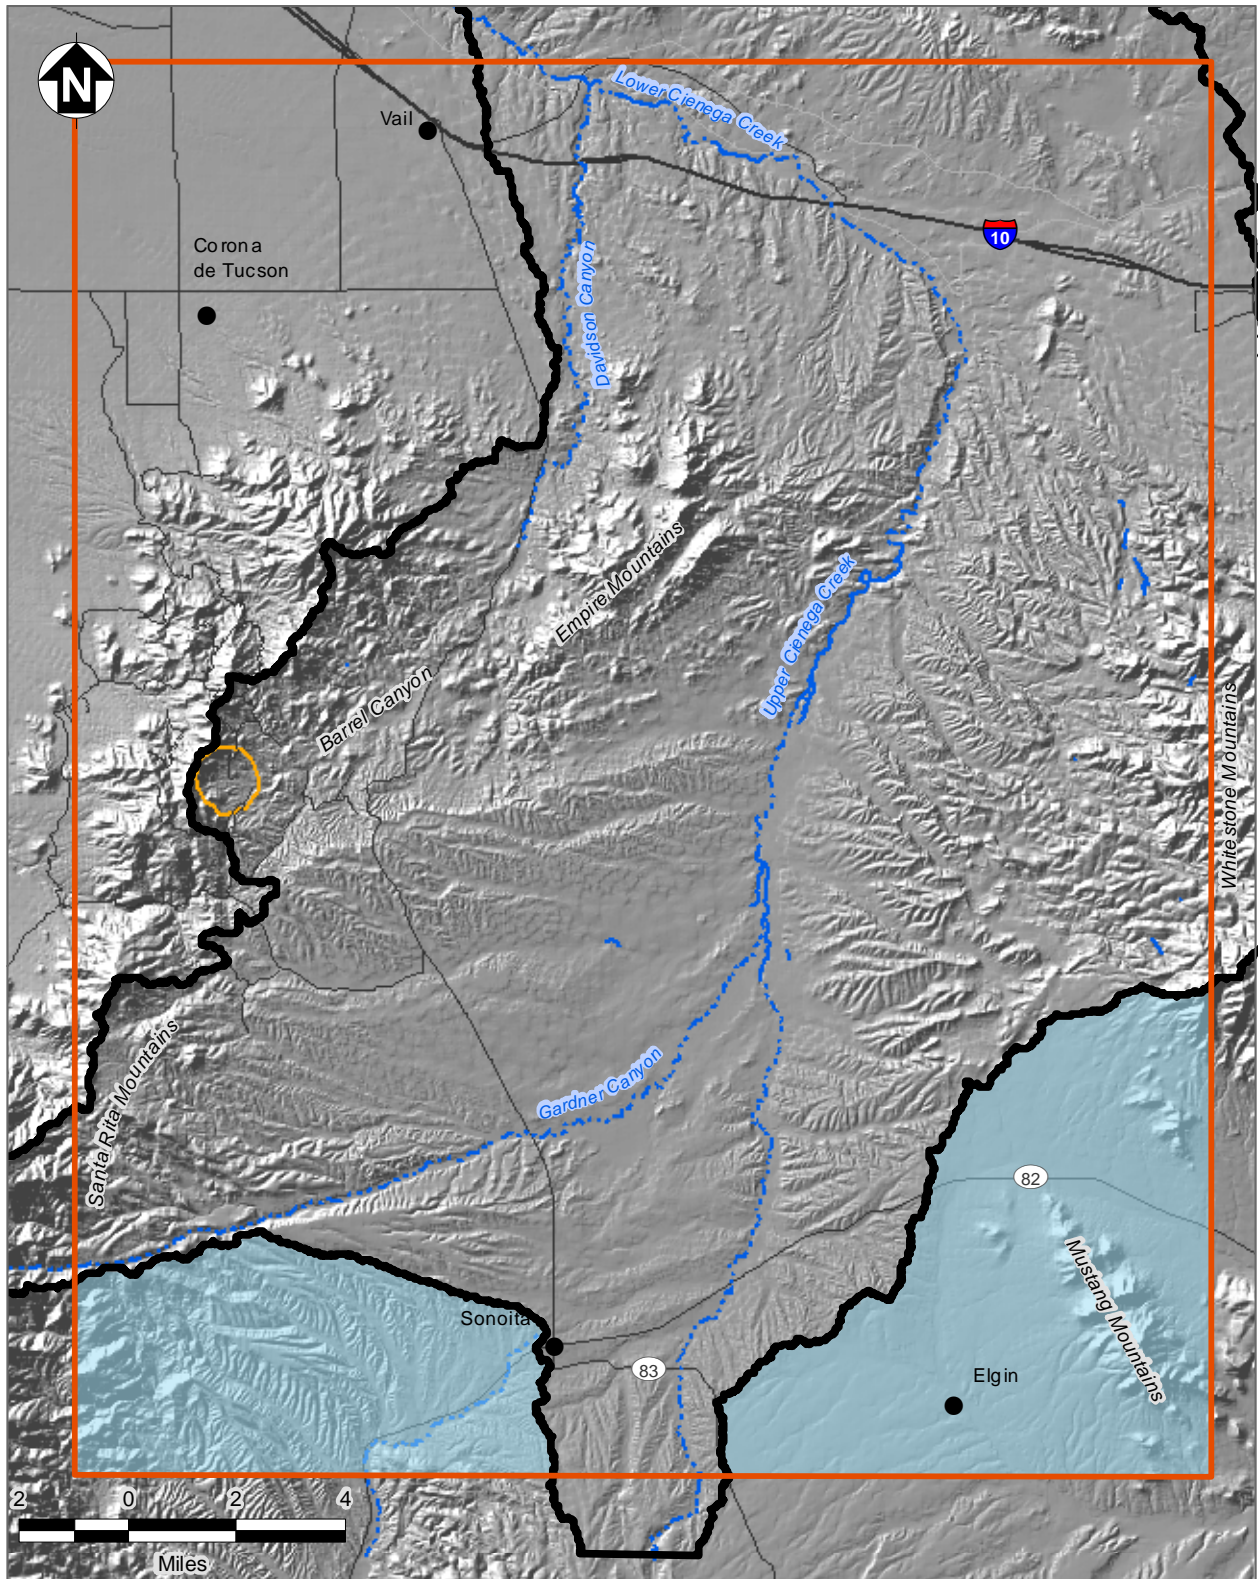 N
Lower Cienega Creek
Vail
10
Corona
de Tucson
Davidson Canyon
Empire Mountains
Upper Cienega Creek
Barrel Canyon
Whitestone Mountains
Gardner Canyon
Santa Rita Mountains
82
Mustang Mountains
Sonoita
83
Elgin
2 0 2 4
Miles